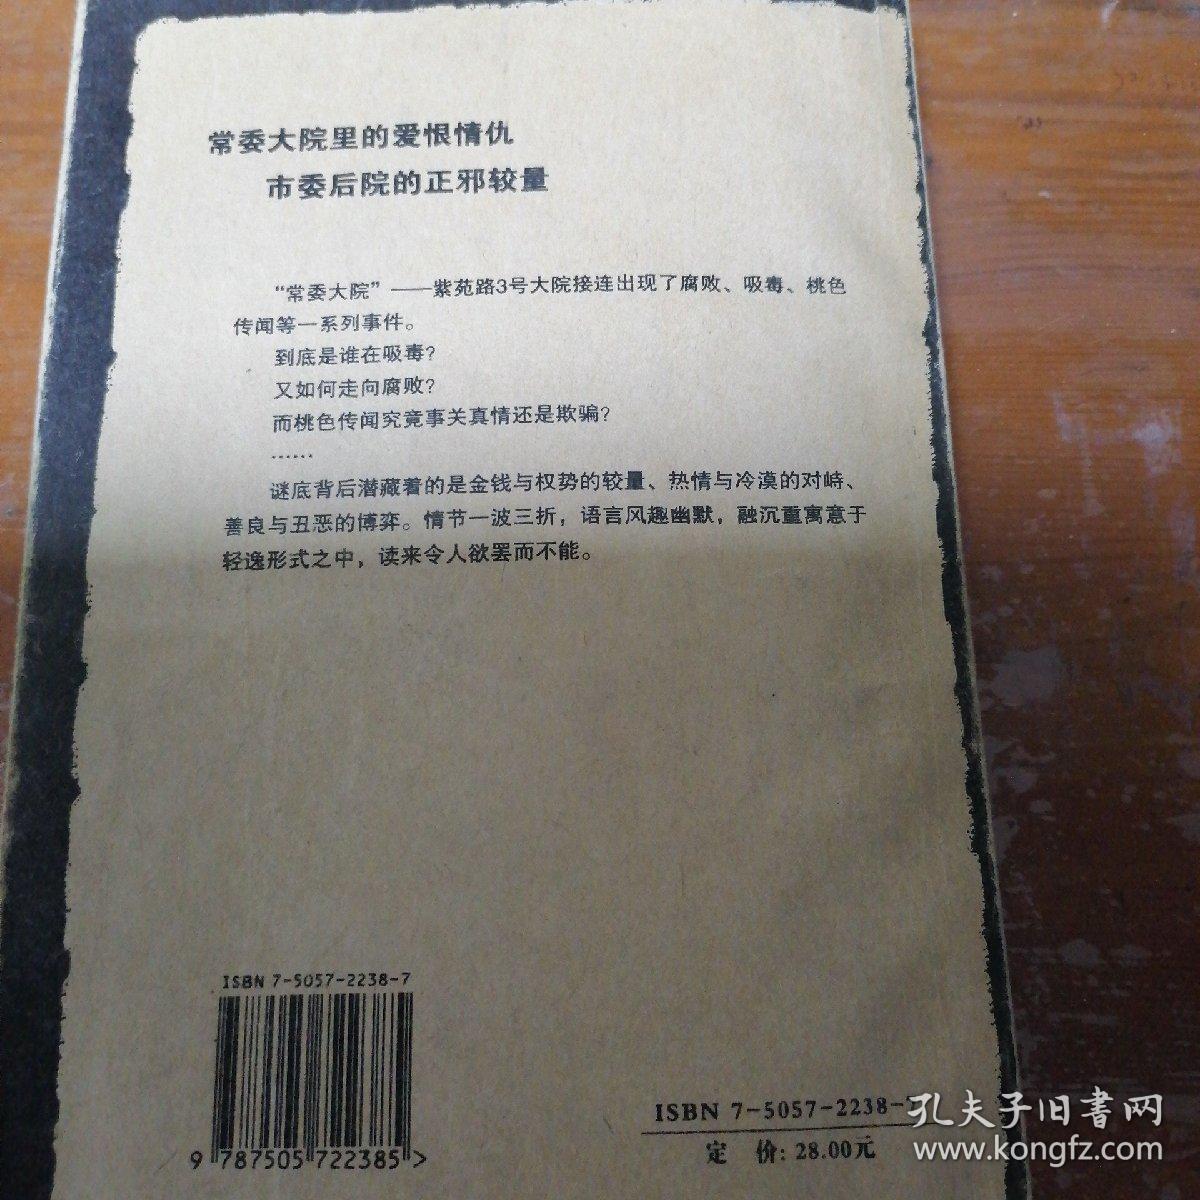 常委大院里的爱恨情仇
市委后院的正邪较量
“常委大院”——紫苑路3号大院接连出现了腐败、吸毒、桃色
传闻等一系列事件。
到底是谁在吸毒？
又如何走向腐败？
而桃色传闻究竟事关真情还是欺骗？
……
谜底背后潜藏着的是金钱与权势的较量、热情与冷漠的对峙、
善良与丑恶的博弈。情节一波三折，语言风趣幽默，融沉重寓意于
轻逸形式之中，读来令人欲罢而不能。
ISBN 7-5057-2238-7
9 787505 722385 >
ISBN 7-5057-2238-7
定 价: 28.00元
孔夫子旧书网
www.kongfz.com